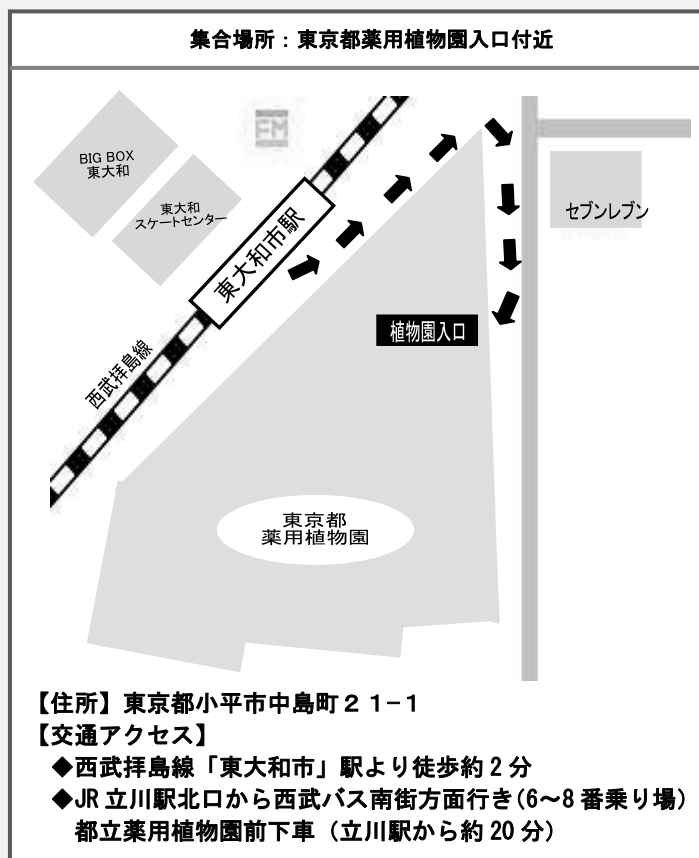 集合場所：東京都薬用植物園入口付近
FM
BIG BOX
東大和
東大和
スケートセンター
東大和市駅
セブンレブン
植物園入口
西武拝島線
東京都
薬用植物園
【住所】東京都小平市中島町２１-１
【交通アクセス】
◆西武拝島線「東大和市」駅より徒歩約２分
◆JR 立川駅北口から西武バス南街方面行き(6～8 番乗り場)
都立薬用植物園前下車（立川駅から約 20 分）